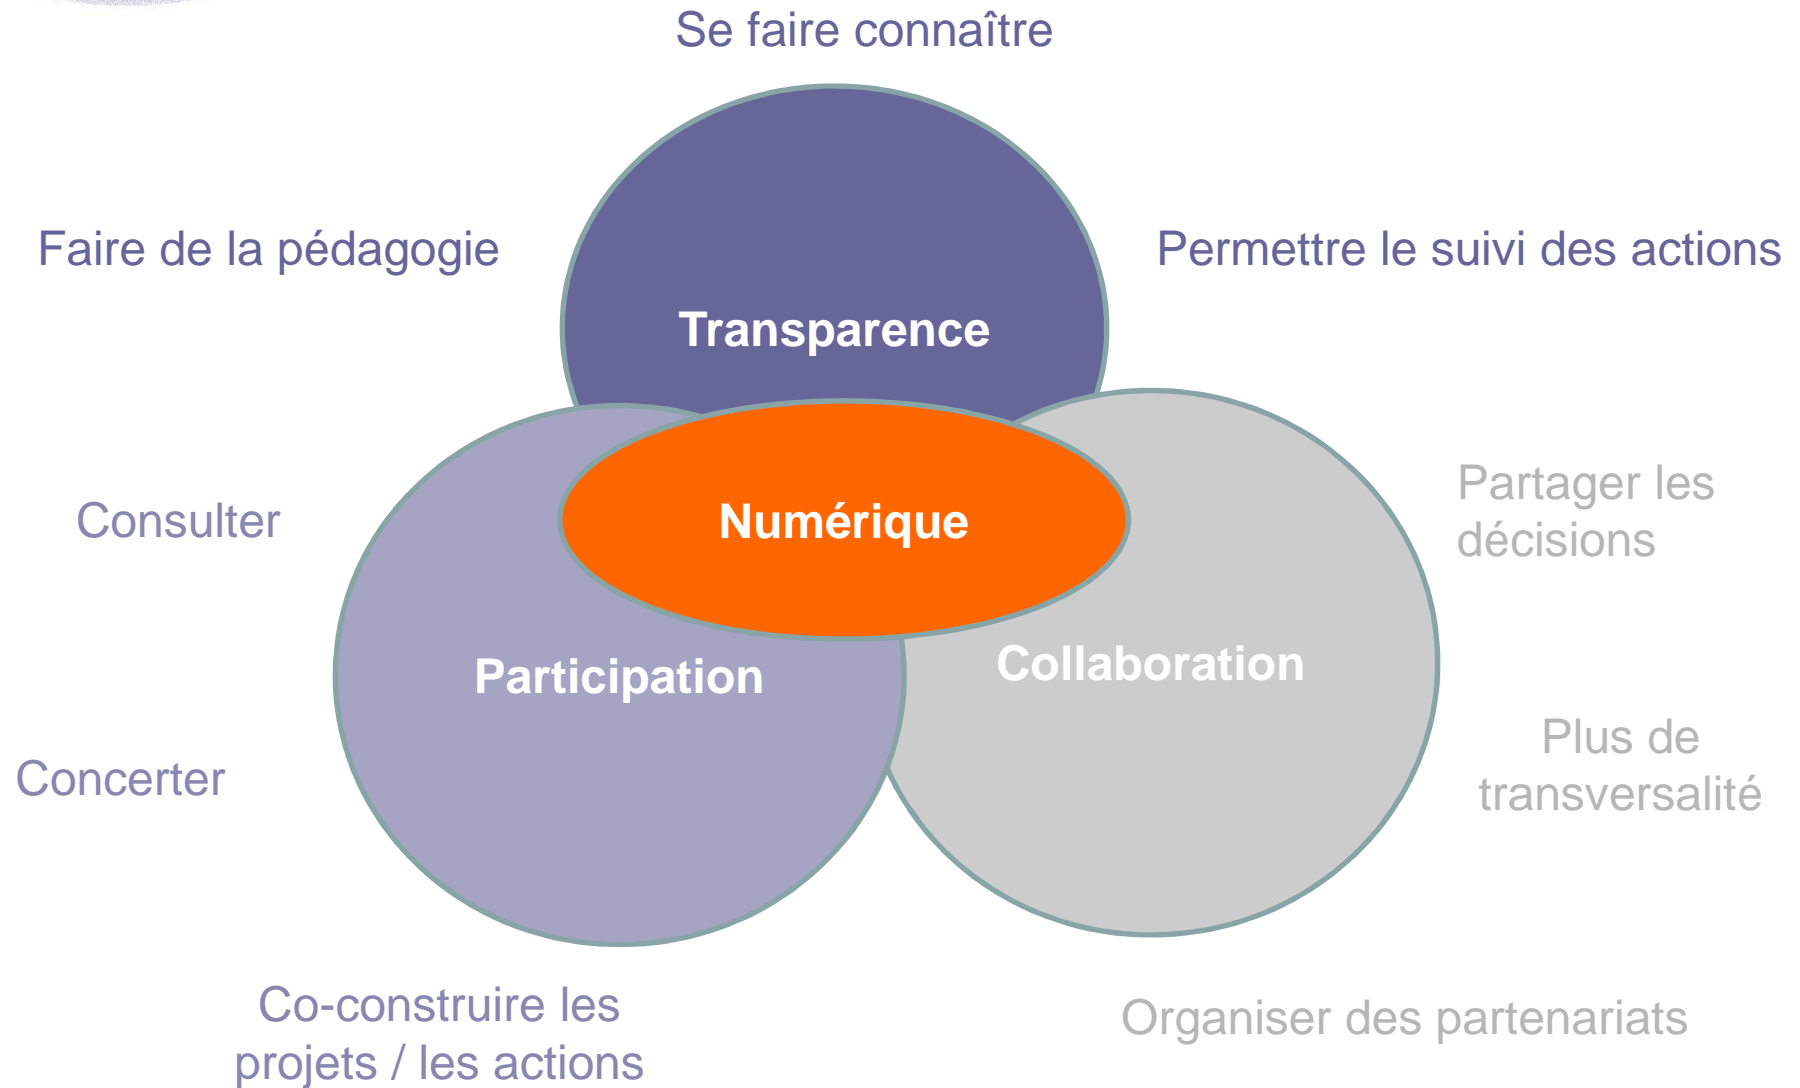 Se faire connaître
Faire de la pédagogie
Permettre le suivi des actions
Transparence
Consulter
Numérique
Partager les
décisions
Participation
Collaboration
Concerter
Plus de
transversalité
Co-construire les
projets / les actions
Organiser des partenariats